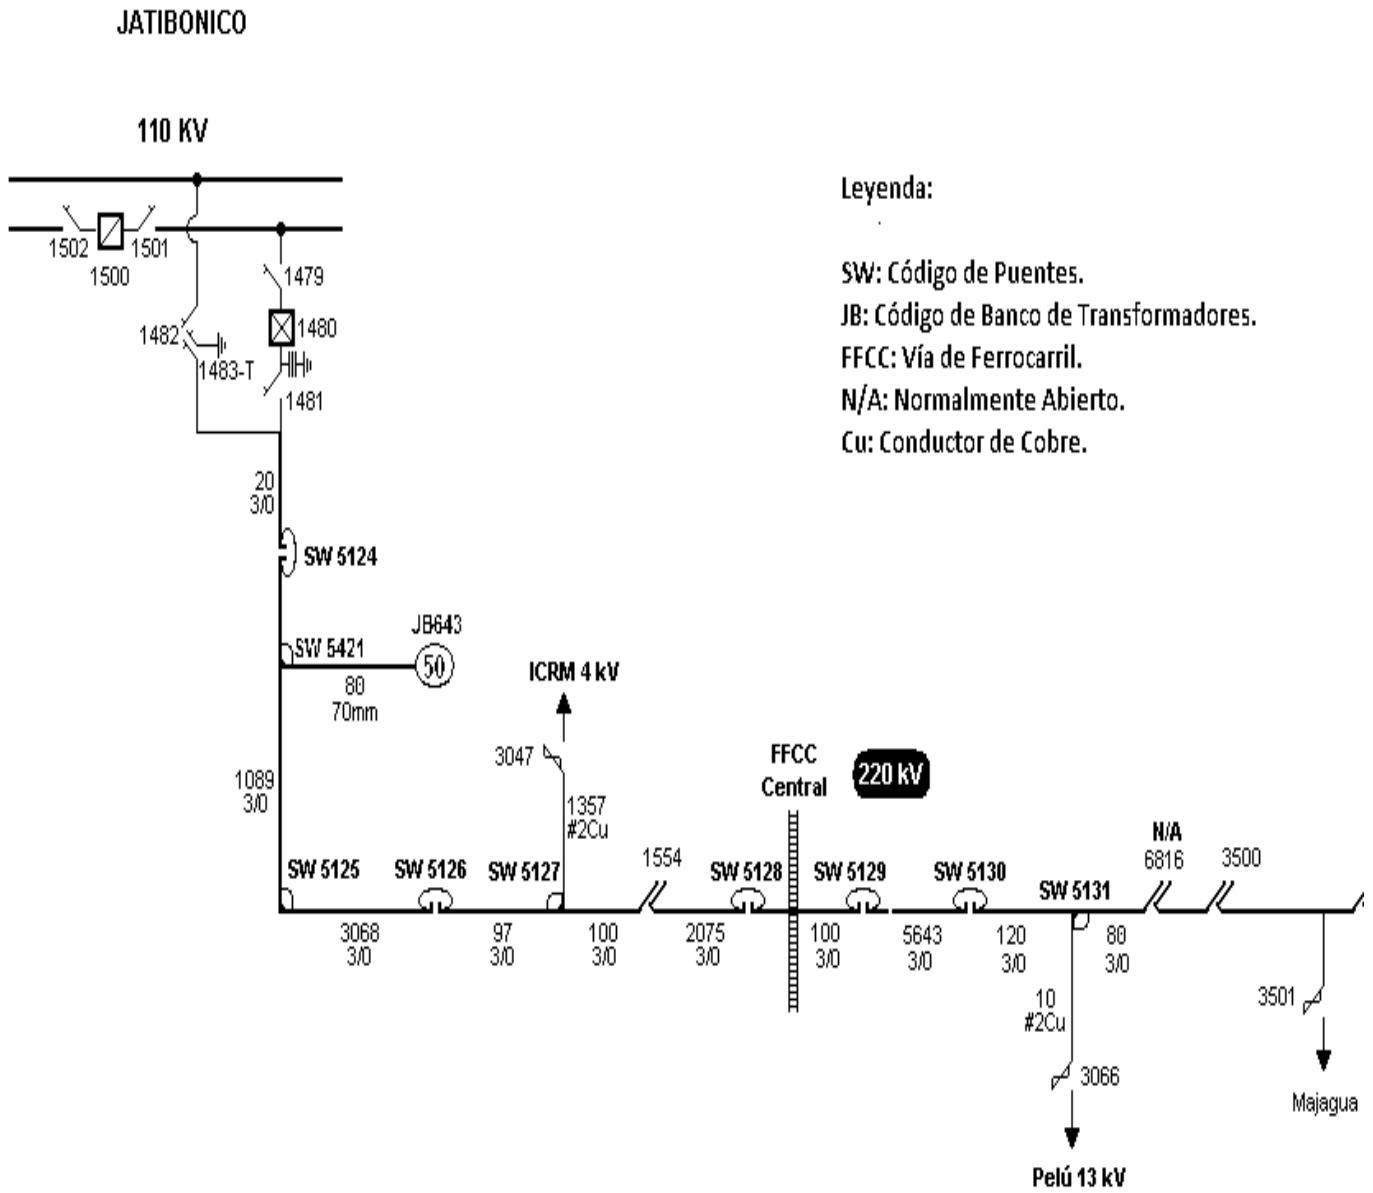 JATIBONICO
110 KV
Leyenda:
SW: Código de Puentes.
JB: Código de Banco de Transformadores.
FFCC: Vía de Ferrocarril.
N/A: Normalmente Abierto.
Cu: Conductor de Cobre.
1502
1501
1500
1479
1480
1482
1483-T
1481
20
3/0
SW 5124
JB643
SW 5421
50
80
70mm
ICRM 4 kV
3047
1357
#2Cu
FFCC
Central
220 kV
1089
3/0
N/A
6816
3500
1554
SW 5125
SW 5126
SW 5127
SW 5128
SW 5129
SW 5130
SW 5131
3068
3/0
97
3/0
100
3/0
2075
3/0
100
3/0
5643
3/0
120
3/0
80
3/0
10
#2Cu
3501
3066
Majagua
Pelú 13 kV